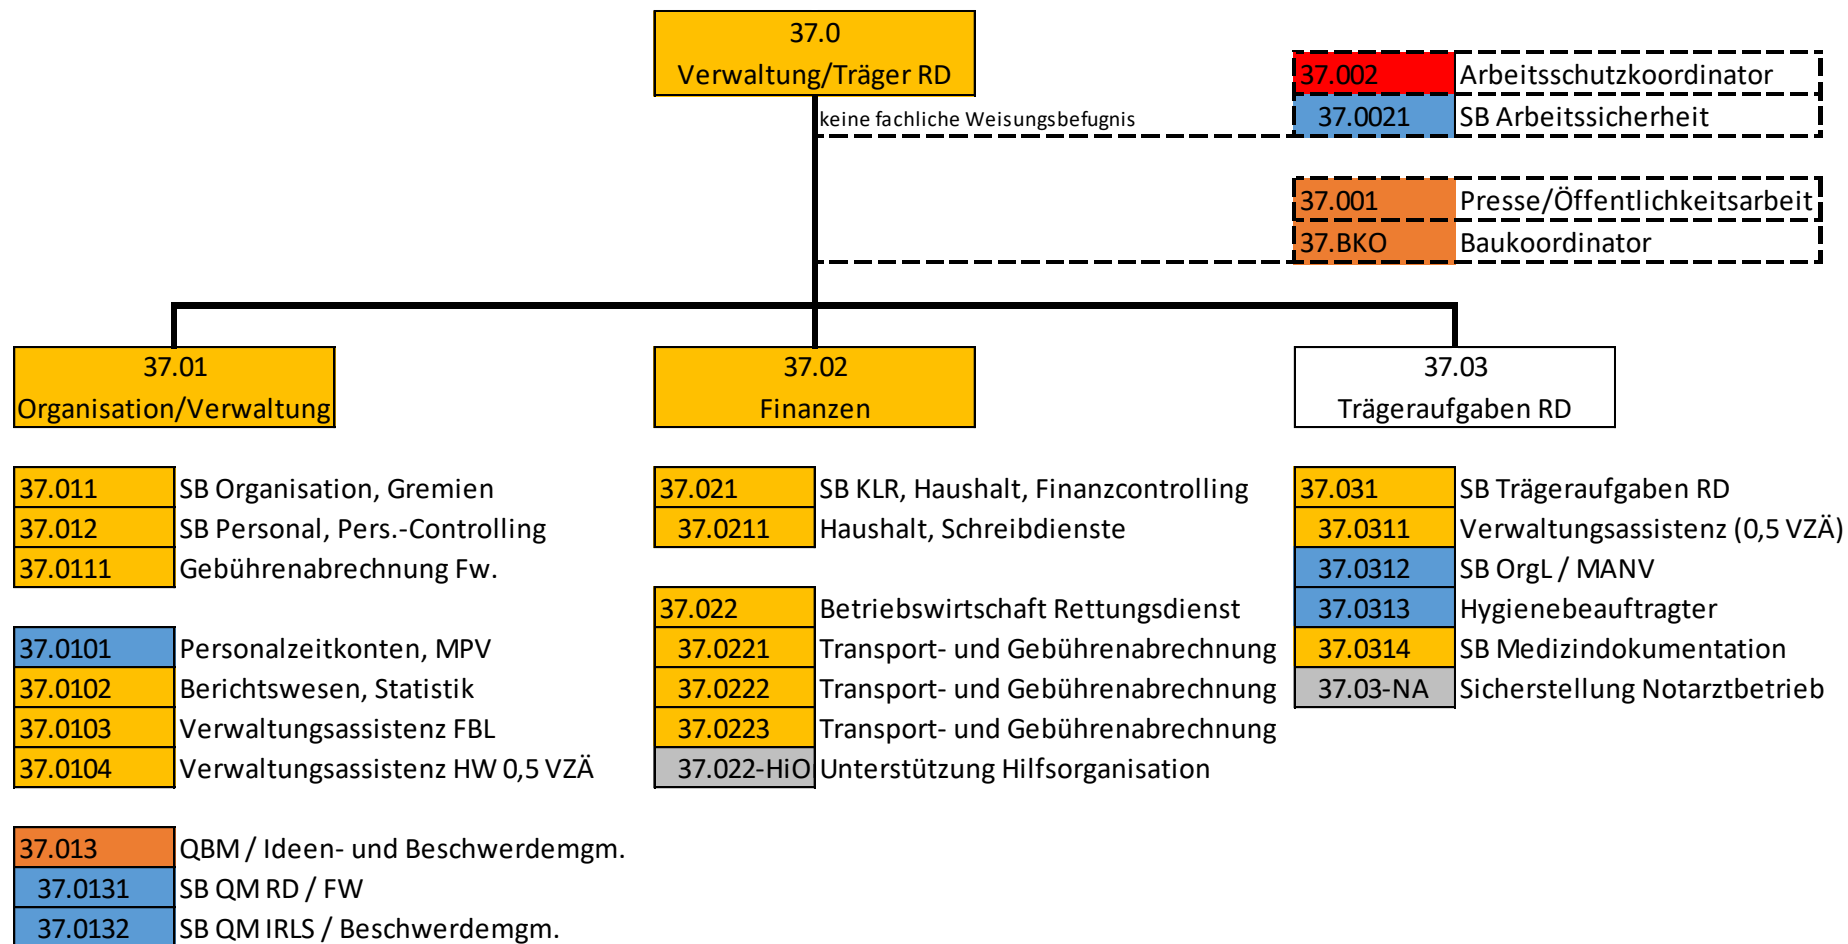 37.0
Verwaltung/Träger RD
keine fachliche Weisungsbefugnis
37.002 Arbeitsschutzkoordinator
37.0021 SB Arbeitssicherheit
37.001 Presse/Öffentlichkeitsarbeit
37.BKO Baukoordinator
37.01
Organisation/Verwaltung
37.011 SB Organisation, Gremien
37.012 SB Personal, Pers.-Controlling
37.0111 Gebührenabrechnung Fw.
37.0101 Personalzeitkonten, MPV
37.0102 Berichtswesen, Statistik
37.0103 Verwaltungsassistenz FBL
37.0104 Verwaltungsassistenz HW 0,5 VZÄ
37.013 QBM / Ideen- und Beschwerdemgm.
37.0131 SB QM RD / FW
37.0132 SB QM IRLS / Beschwerdemgm.
37.02
Finanzen
37.021 SB KLR, Haushalt, Finanzcontrolling
37.0211 Haushalt, Schreibdienste
37.022 Betriebswirtschaft Rettungsdienst
37.0221 Transport- und Gebührenabrechnung
37.0222 Transport- und Gebührenabrechnung
37.0223 Transport- und Gebührenabrechnung
37.022-HiO Unterstützung Hilfsorganisation
37.03
Trägeraufgaben RD
37.031 SB Trägeraufgaben RD
37.0311 Verwaltungsassistenz (0,5 VZÄ)
37.0312 SB OrgL / MANV
37.0313 Hygienebeauftragter
37.0314 SB Medizindokumentation
37.03-NA Sicherstellung Notarztbetrieb